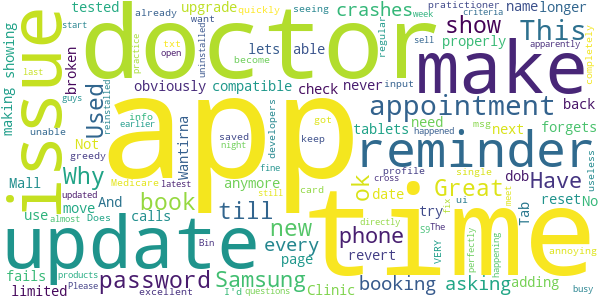 doctor
app
time
issue
update
make
reminder
appointment
password
Samsung
phone
booking
asking
book
till
new
Great
Why
Used
This
show
Have
ok
every
Tab
try
crashes
upgrade
tested
name
longer
lets
able
check
never
properly
back
obviously
compatible
tablets
need
next
forgets
Not
broken
making
showing
Wantirna
anymore
date
dob
reset
No
Mall
move
And
use
calls
page
revert
adding
fails
limited
Clinic
already
uninstalled
open
txt
practice
become
quickly
seeing
regular
input
want
start
week
pratictioner
criteria
sell
apparently
completely
info
earlier
unable
saved
night
fine
developers
keep
got
happened
msg
profile
cross
single
ui
useless
guys
last
greedy
reinstalled
Medicare
latest
still
card
updated
almost
Does
products
Please
Bin
excellent
I'd
questions
directly
S9
The
VERY
perfectly
happening
fix
meet
annoying
busy